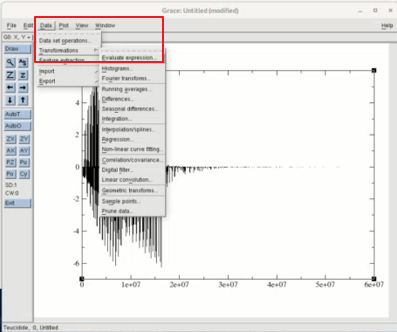 Grace: Untitled (modified)
File Edit Data Plot View Window Help
G0: X, Y =
Draw
Data set operations...
Transformations
Feature extraction...
Import
Export
Evaluate expression...
Histograms...
Fourier transforms...
Running averages...
Differences...
Seasonal differences...
Integration...
Interpolation/splines...
Regression...
Non-linear curve fitting...
Correlation/covariance...
Digital filter...
Linear convolution...
Geometric transforms...
Sample points...
Prune data...
Z z
AutoT
AutoO
ZX ZY
AX AY
PZ Pu
Po Cy
SD:1
CW:0
Exit
4
2
0
-2
-4
-6
0 1e+07 2e+07 3e+07 4e+07 5e+07 6e+07
:0, Untitled